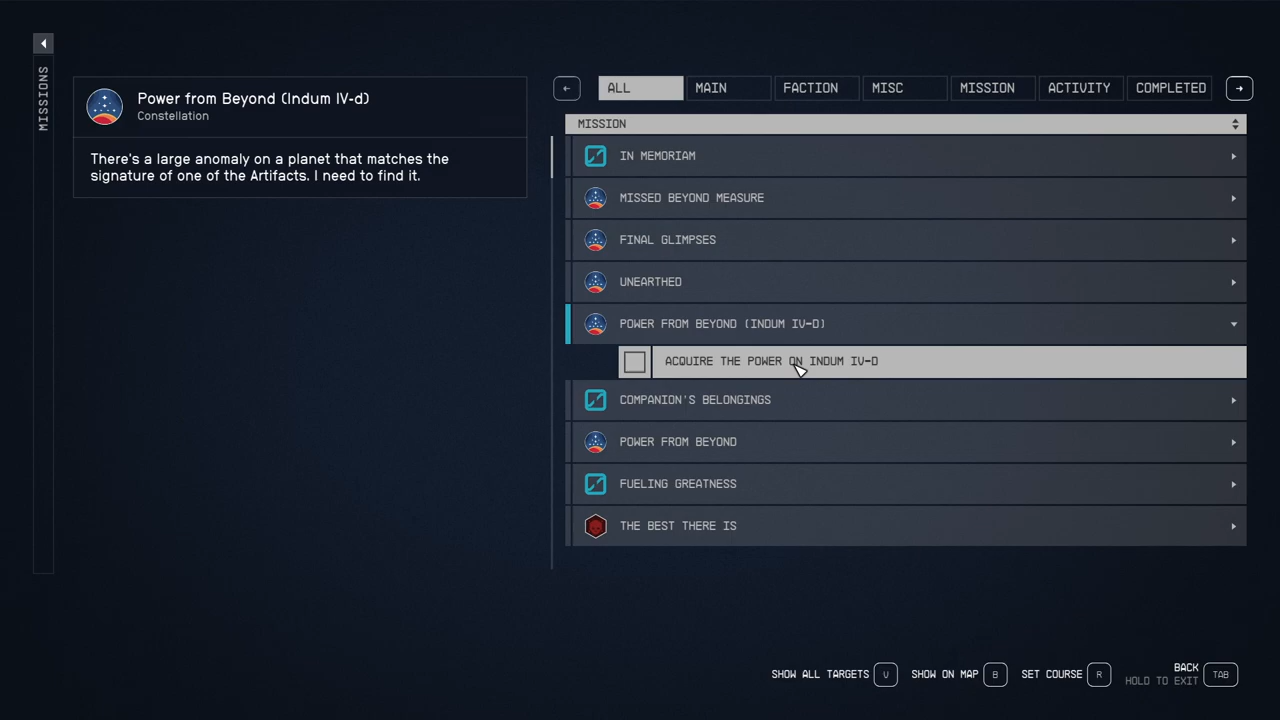 MISSIONS
Power from Beyond (Indum IV-d)
Constellation
There's a large anomaly on a planet that matches the
signature of one of the Artifacts. I need to find it.
ALL
MAIN
FACTION
MISC
MISSION
ACTIVITY
COMPLETED
MISSION
IN MEMORIAM
MISSED BEYOND MEASURE
FINAL GLIMPSES
UNEARTHED
POWER FROM BEYOND (INDUM IV-D)
ACQUIRE THE POWER ON INDUM IV-D
COMPANION'S BELONGINGS
POWER FROM BEYOND
FUELING GREATNESS
THE BEST THERE IS
SHOW ALL TARGETS V
SHOW ON MAP B
SET COURSE R
BACK
HOLD TO EXIT
TAB